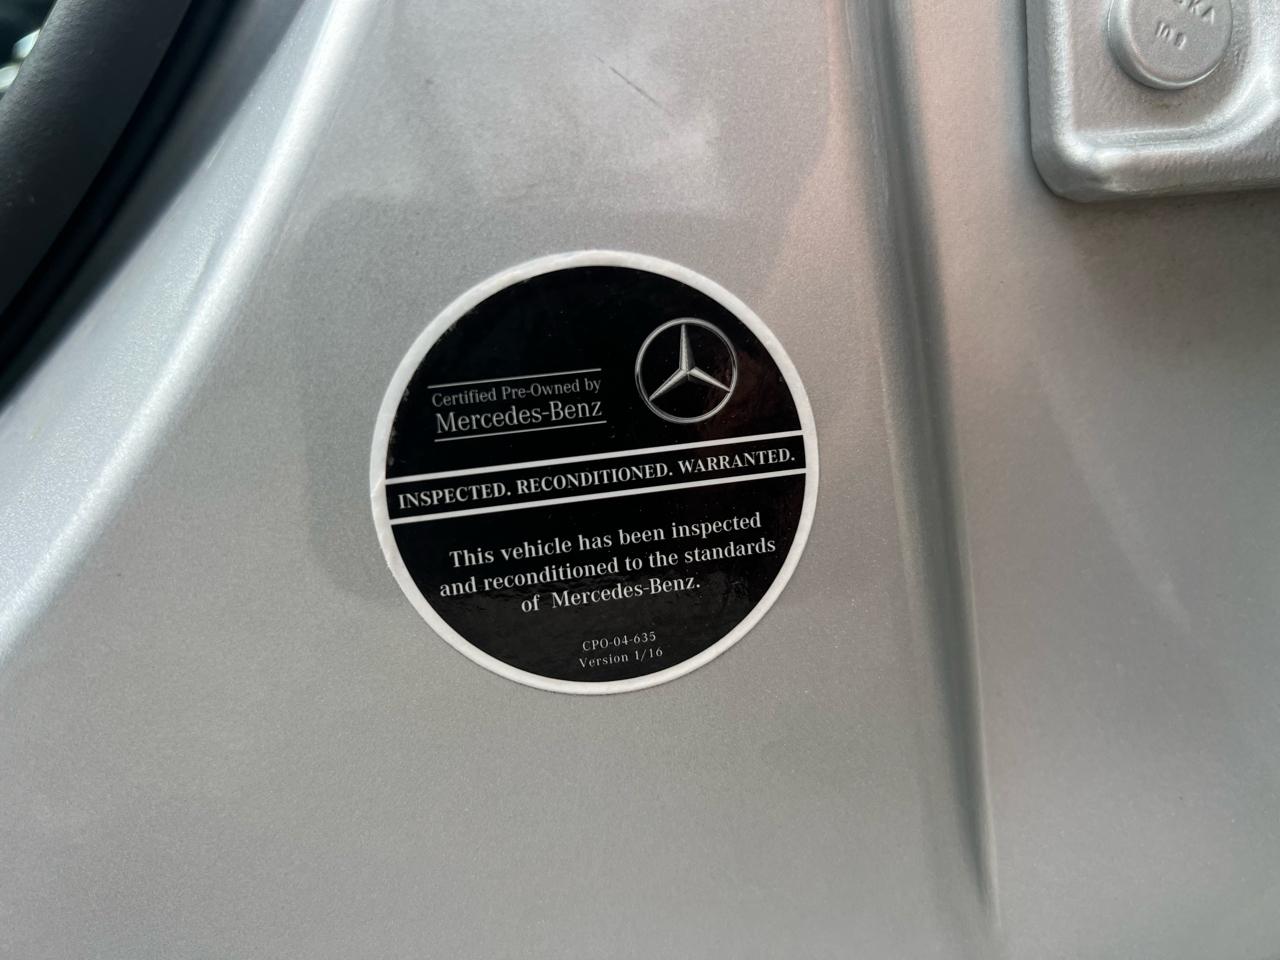 Certified Pre-Owned by
Mercedes-Benz
INSPECTED. RECONDITIONED. WARRANTED.
This vehicle has been inspected
and reconditioned to the standards
of Mercedes-Benz.
CPO-04-635
Version 1/16